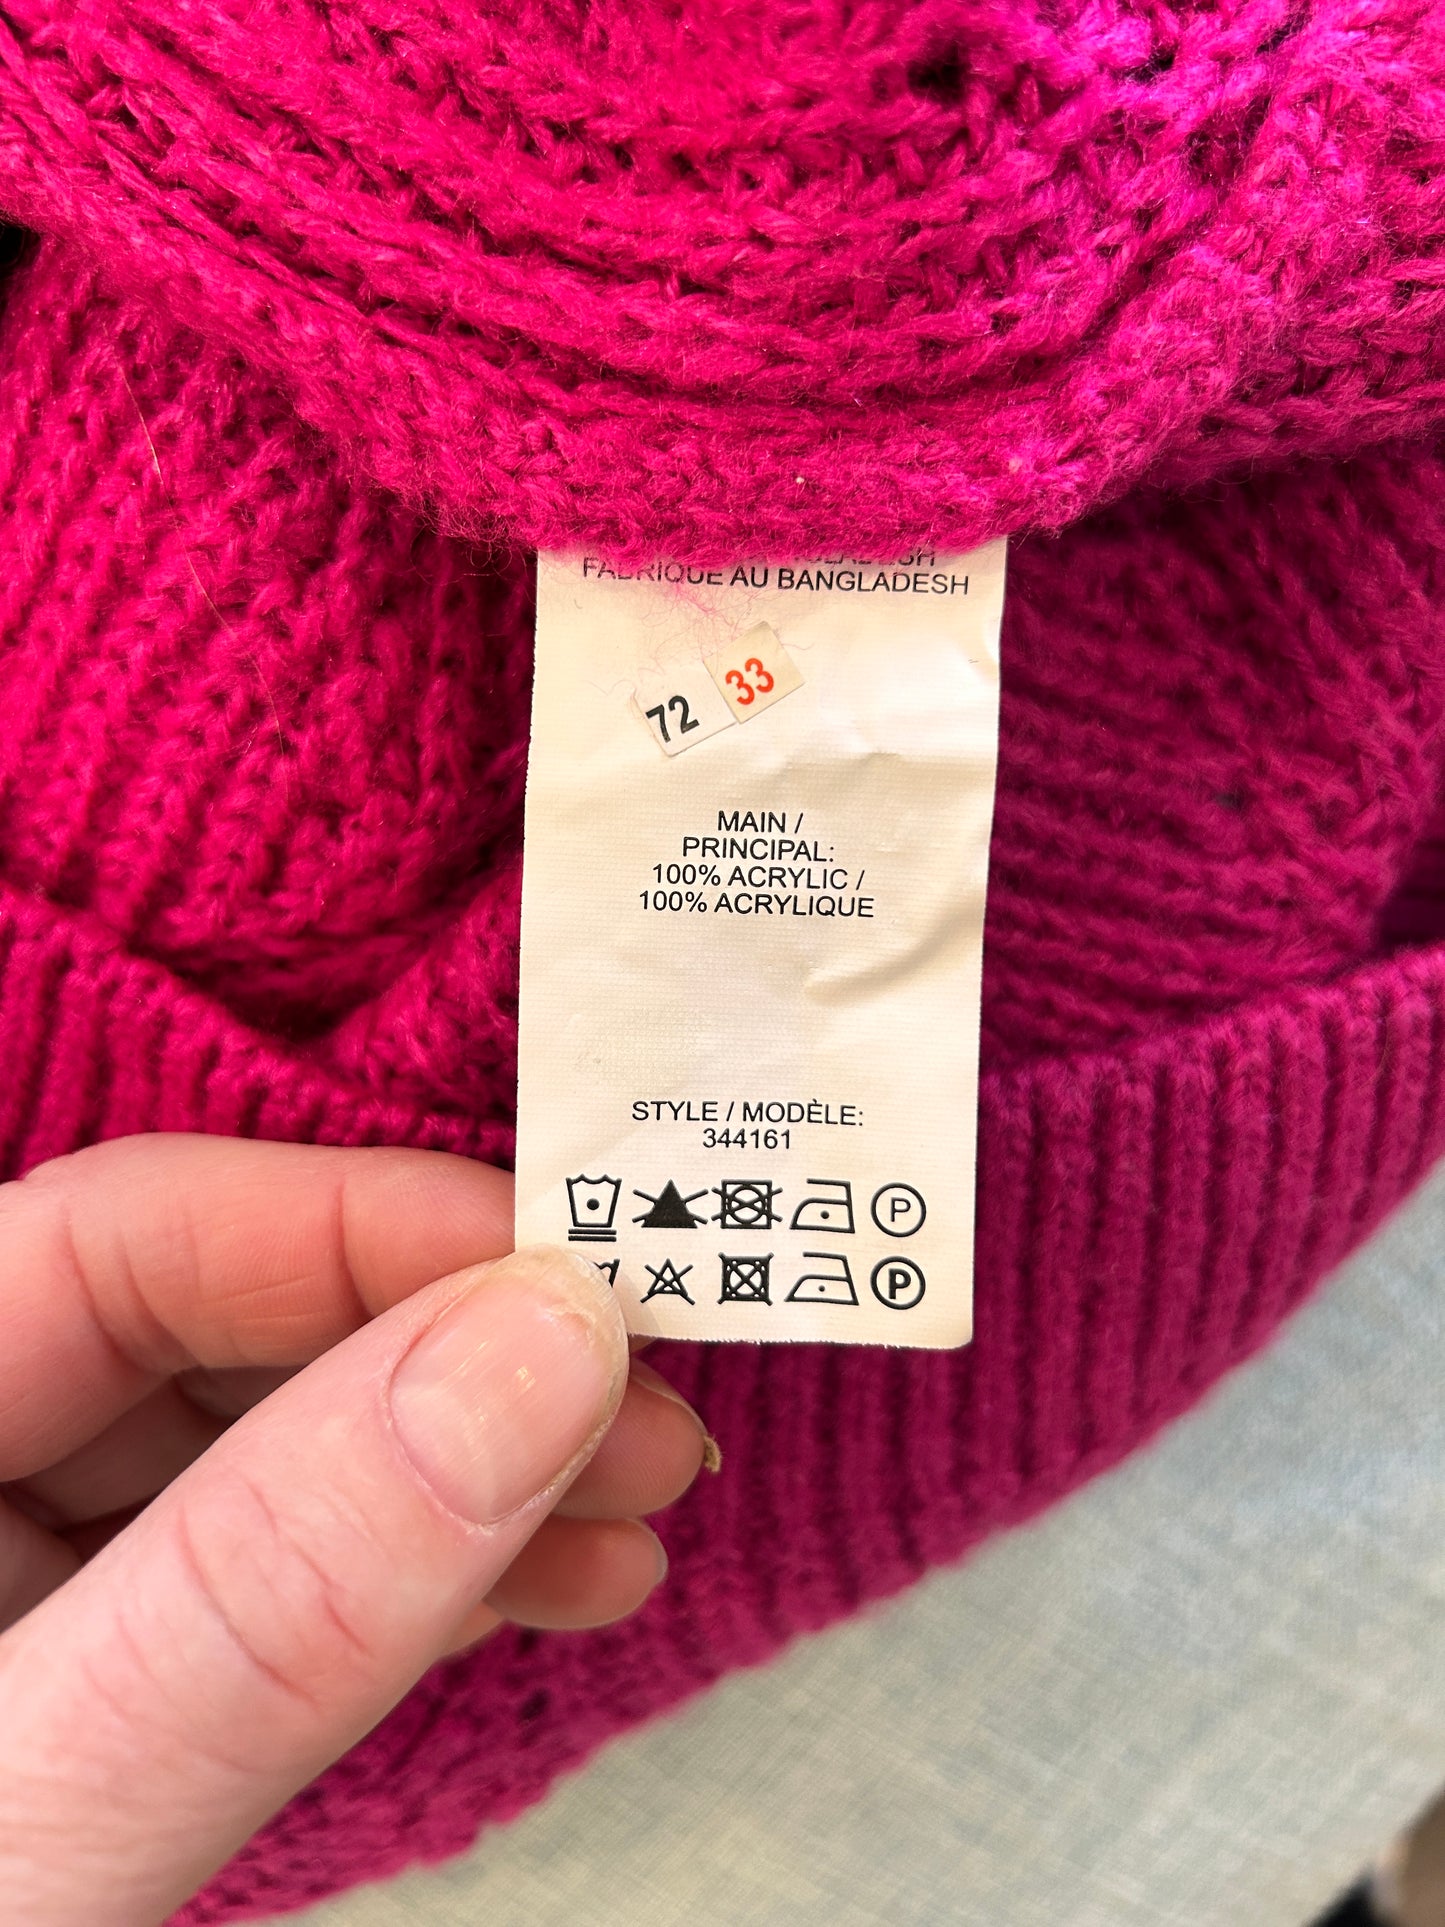 FABRIQUE AU BANGLADESH
72 33
MAIN /
PRINCIPAL:
100% ACRYLIC /
100% ACRYLIQUE
STYLE / MODÈLE:
344161
P
P